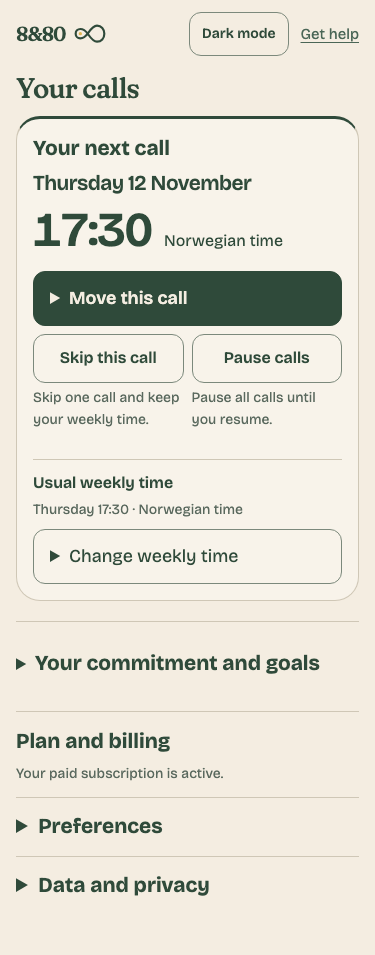 8&80
Dark mode
Get help
Your calls
Your next call
Thursday 12 November
17:30 Norwegian time
Move this call
Skip this call
Pause calls
Skip one call and keep
your weekly time.
Pause all calls until
you resume.
Usual weekly time
Thursday 17:30 · Norwegian time
Change weekly time
Your commitment and goals
Plan and billing
Your paid subscription is active.
Preferences
Data and privacy